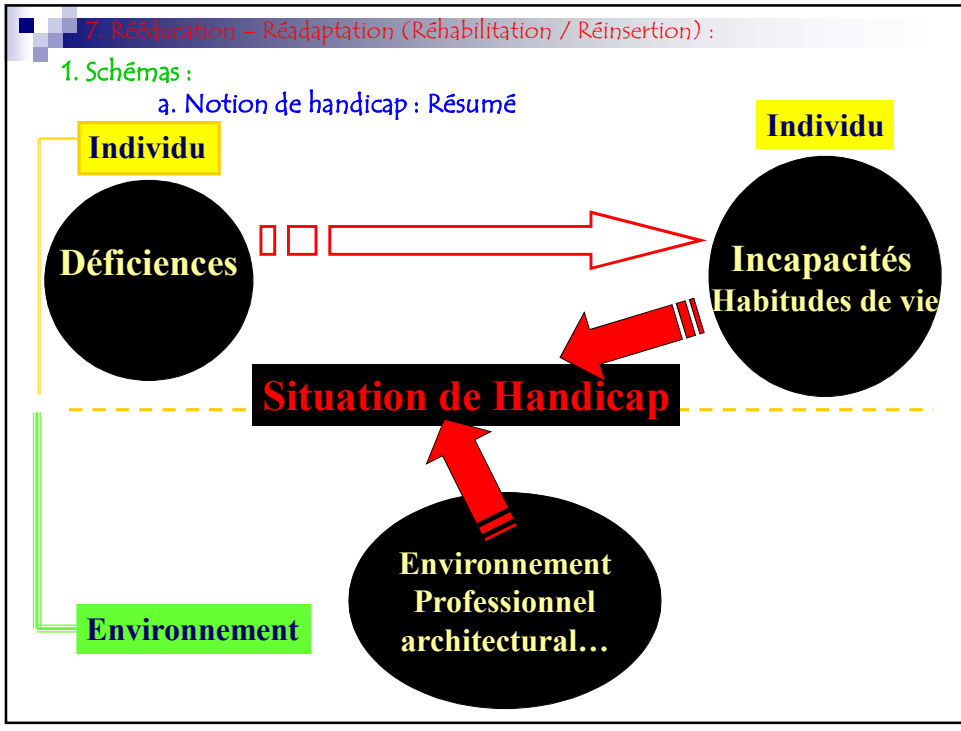 7. Rééducation – Réadaptation (Réhabilitation / Réinsertion) :
1. Schémas :
a. Notion de handicap : Résumé
Individu
Individu
Déficiences
Incapacités
Habitudes de vie
Situation de Handicap
Environnement
Professionnel
architectural…
Environnement